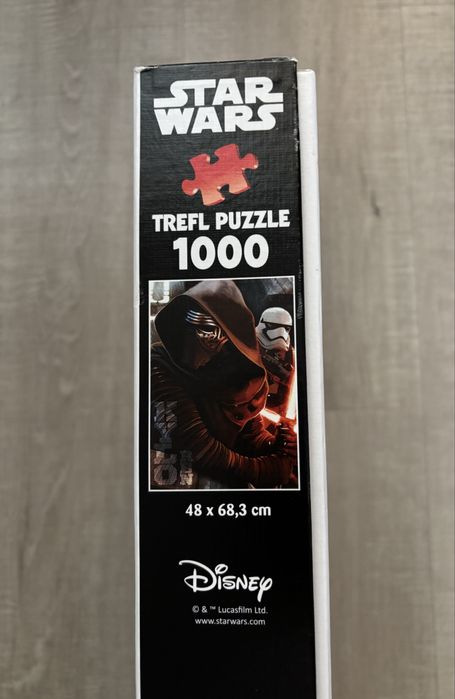 STAR
WARS
TREFL PUZZLE
1000
48 x 68,3 cm
Disney
© & ™ Lucasfilm Ltd.
www.starwars.com